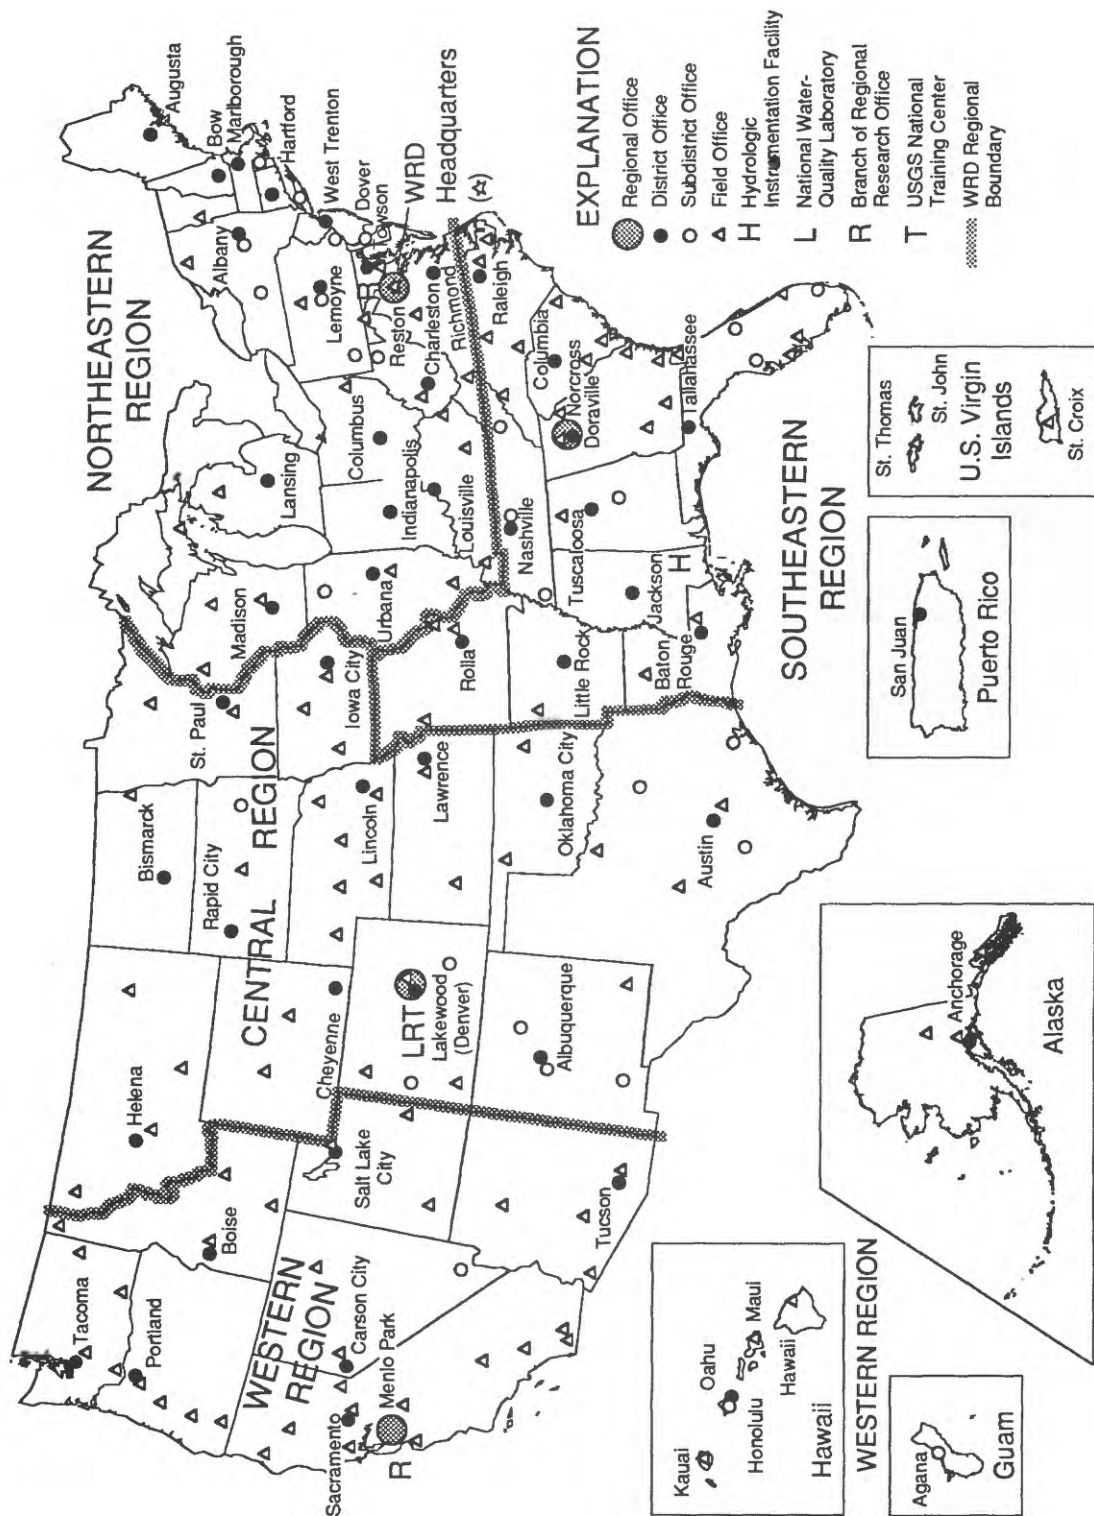 NORTHEASTERN
REGION
Augusta
Bow
Marlborough
Hartford
Albany
West Trenton
Dover
Towson
WRD
Headquarters
(☆)
Lemoyne
R
Reston
Charleston
Richmond
Raleigh
Columbus
Lansing
Indianapolis
Louisville
Madison
Urbana
Nashville
Columbia
Norcross
Doraville
Tallahassee
Tuscaloosa
Jackson
H
Baton
Rouge
Little Rock
Rolla
SOUTHEASTERN
REGION
CENTRAL REGION
St. Paul
Iowa City
Bismarck
Rapid City
Lincoln
Lawrence
Oklahoma City
Austin
Helena
Cheyenne
LRT
Lakewood
(Denver)
Albuquerque
WESTERN
REGION
Tacoma
Portland
Boise
Salt Lake
City
Carson City
Menlo Park
Sacramento
R
Tucson
EXPLANATION
Regional Office
District Office
Subdistrict Office
Field Office
H Hydrologic
Instrumentation Facility
L National Water-
Quality Laboratory
R Branch of Regional
Research Office
T USGS National
Training Center
WRD Regional
Boundary
St. Thomas
St. John
U.S. Virgin
Islands
St. Croix
San Juan
Puerto Rico
Anchorage
Alaska
WESTERN REGION
Kauai
Oahu
Honolulu
Maui
Hawaii
Hawaii
Agana
Guam